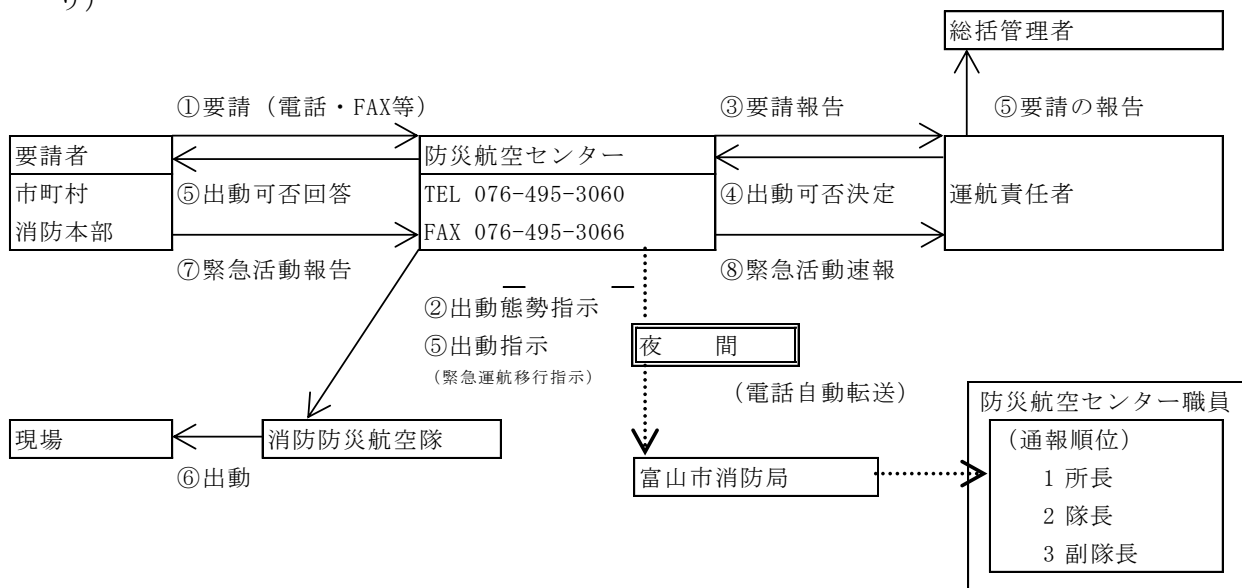 り）
総括管理者
①要請（電話・FAX等）
③要請報告
⑤要請の報告
要請者
市町村
消防本部
⑤出動可否回答
防災航空センター
TEL 076-495-3060
FAX 076-495-3066
④出動可否決定
運航責任者
⑦緊急活動報告
⑧緊急活動速報
②出動態勢指示
⑤出動指示
（緊急運航移行指示）
夜　　間
（電話自動転送）
防災航空センター職員
（通報順位）
1 所長
2 隊長
3 副隊長
現場
消防防災航空隊
⑥出動
富山市消防局